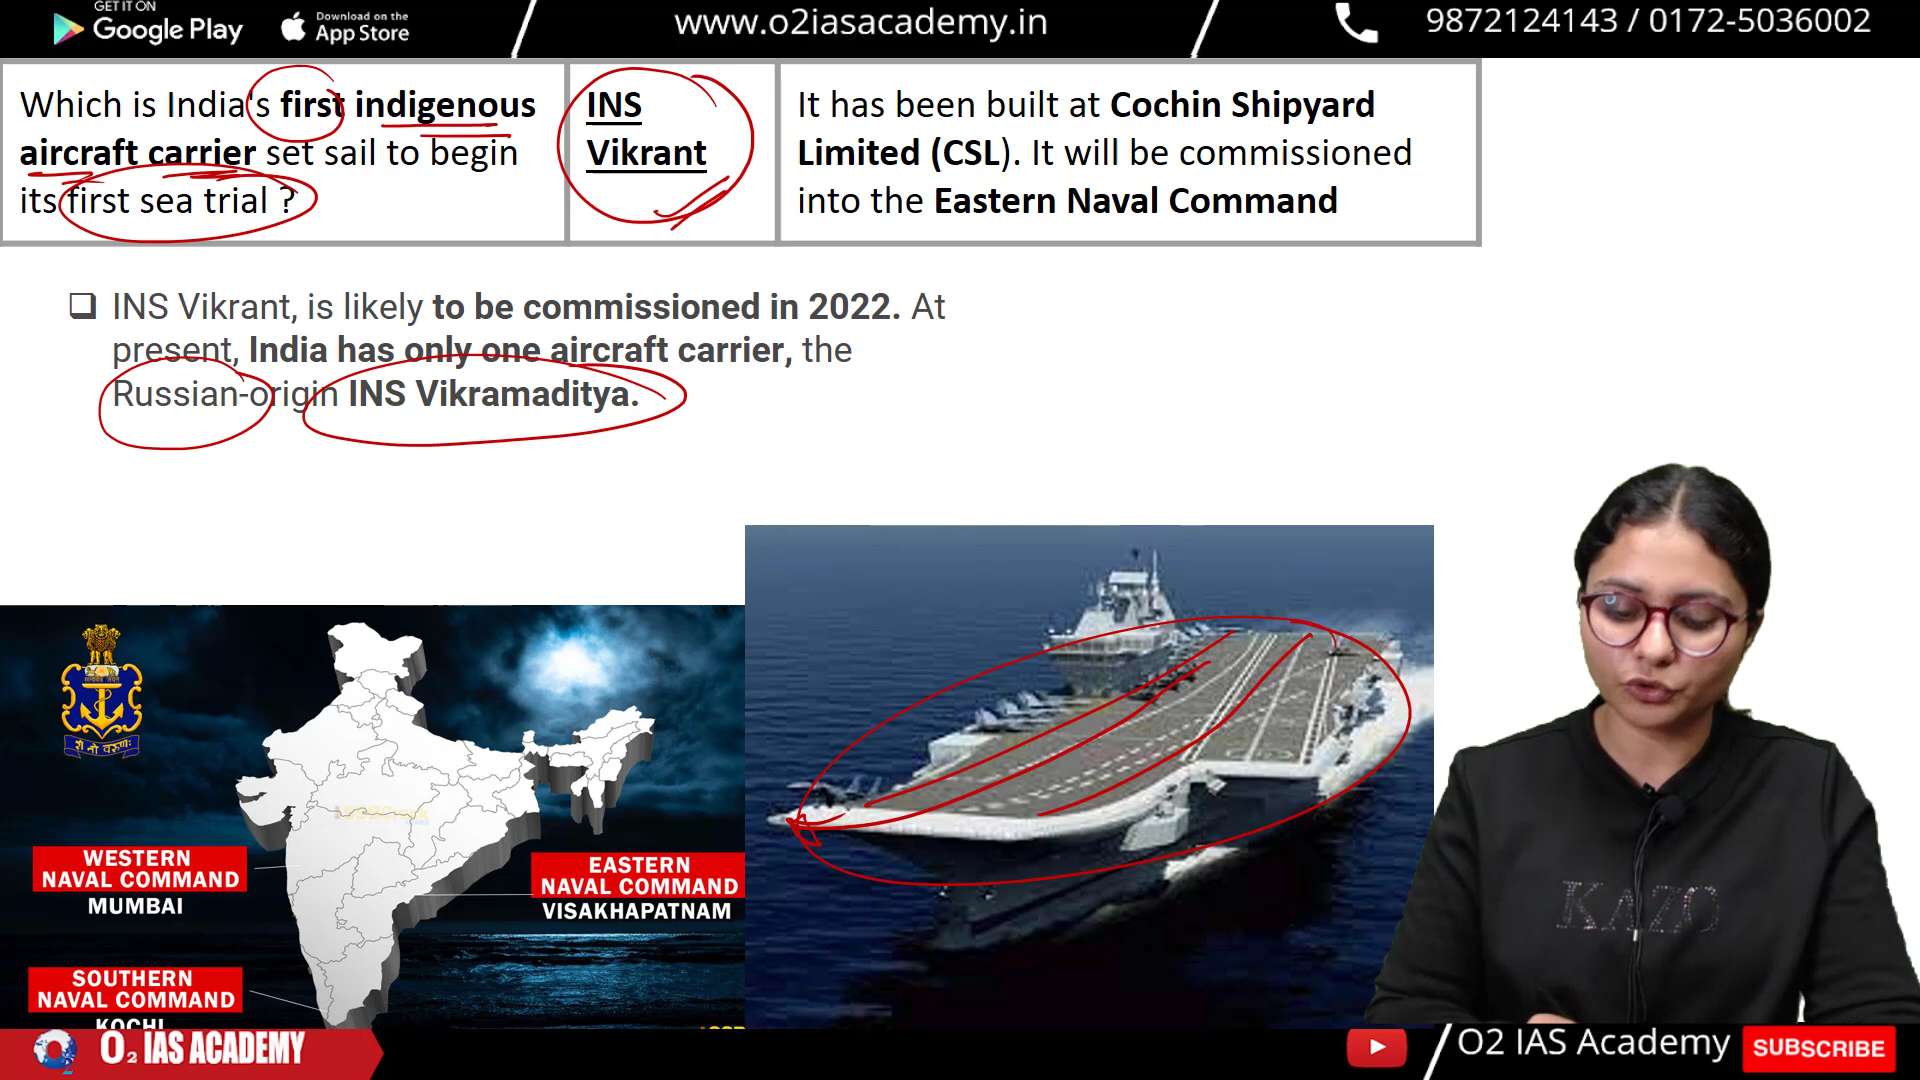 GET IT ON
Google Play
Download on the
App Store
www.o2iasacademy.in
9872124143 / 0172-5036002
Which is India's first indigenous
aircraft carrier set sail to begin
its first sea trial ?
INS
Vikrant
It has been built at Cochin Shipyard
Limited (CSL). It will be commissioned
into the Eastern Naval Command
❑ INS Vikrant, is likely to be commissioned in 2022. At
present, India has only one aircraft carrier, the
Russian-origin INS Vikramaditya.
WESTERN
NAVAL COMMAND
MUMBAI
EASTERN
NAVAL COMMAND
VISAKHAPATNAM
SOUTHERN
NAVAL COMMAND
KOCHI
KAZO
O2 IAS ACADEMY
O2 IAS Academy
SUBSCRIBE